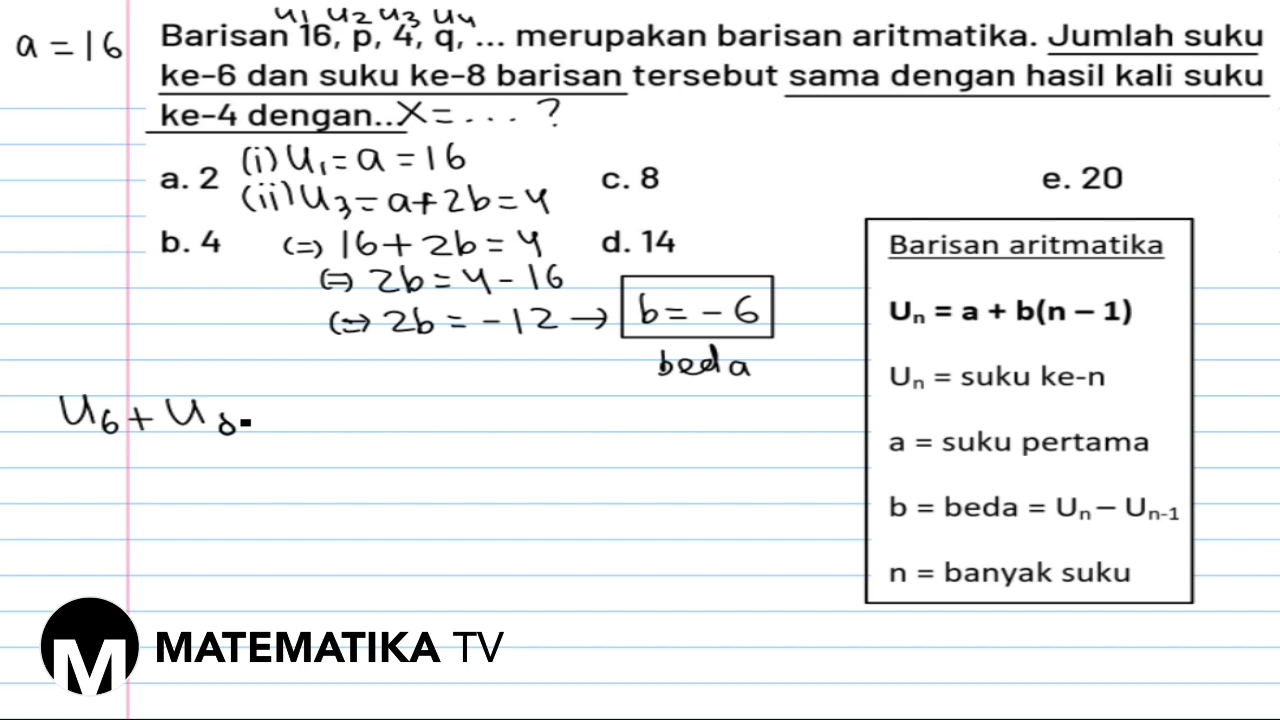 u1 u2 u3 u4
a = 16
Barisan 16, p, 4, q, ... merupakan barisan aritmatika. Jumlah suku
ke-6 dan suku ke-8 barisan tersebut sama dengan hasil kali suku
ke-4 dengan... X = .... ?
(i) U1 = a = 16
a. 2
c. 8
e. 20
(ii) U3 = a + 2b = 4
b. 4
(=) 16 + 2b = 4
d. 14
(=) 2b = 4 - 16
(=) 2b = -12 → b = -6
beda
U6 + U8
Barisan aritmatika
Un = a + b(n – 1)
Un = suku ke-n
a = suku pertama
b = beda = Un – Un-1
n = banyak suku
M MATEMATIKA TV